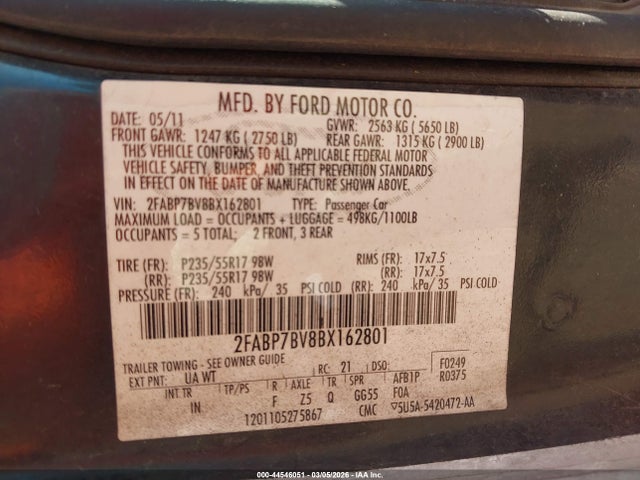 MFD. BY FORD MOTOR CO.
DATE: 05/11 GVWR: 2563 KG ( 5650 LB)
FRONT GAWR: 1247 KG ( 2750 LB) REAR GAWR: 1315 KG ( 2900 LB)
THIS VEHICLE CONFORMS TO ALL APPLICABLE FEDERAL MOTOR
VEHICLE SAFETY, BUMPER, AND THEFT PREVENTION STANDARDS
IN EFFECT ON THE DATE OF MANUFACTURE SHOWN ABOVE.
VIN: 2FABP7BV8BX162801 TYPE: Passenger Car
MAXIMUM LOAD = OCCUPANTS + LUGGAGE = 498KG/1100LB
OCCUPANTS = 5 TOTAL: 2 FRONT, 3 REAR
TIRE (FR): P235/55R17 98W RIMS (FR): 17x7.5
(RR): P235/55R17 98W (RR): 17x7.5
PRESSURE (FR): 240 kPa/ 35 PSI COLD (RR): 240 kPa/ 35 PSI COLD
2FABP7BV8BX162801
TRAILER TOWING - SEE OWNER GUIDE
EXT PNT: UA WT RC: 21 DSO: F0249
INT TR TP/PS R AXLE TR SPR AFB1P R0375
IN F Z5 Q GG55 F0A
1201105275867 CMC ▽5U5A-5420472-AA
000-44546051 - 03/05/2026 - IAA Inc.